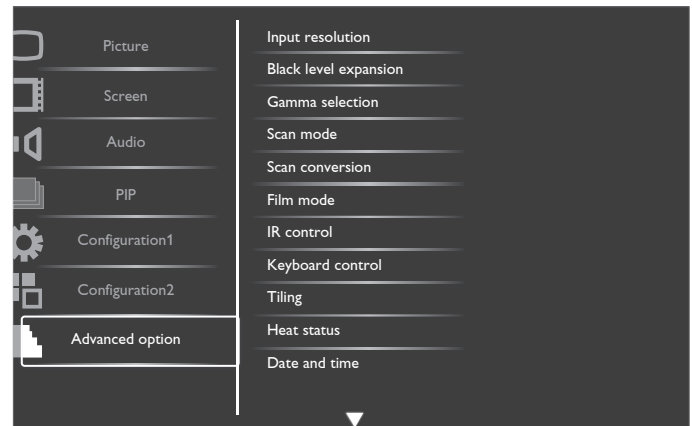 Picture
Screen
Audio
PIP
Configuration1
Configuration2
Advanced option
Input resolution
Black level expansion
Gamma selection
Scan mode
Scan conversion
Film mode
IR control
Keyboard control
Tiling
Heat status
Date and time